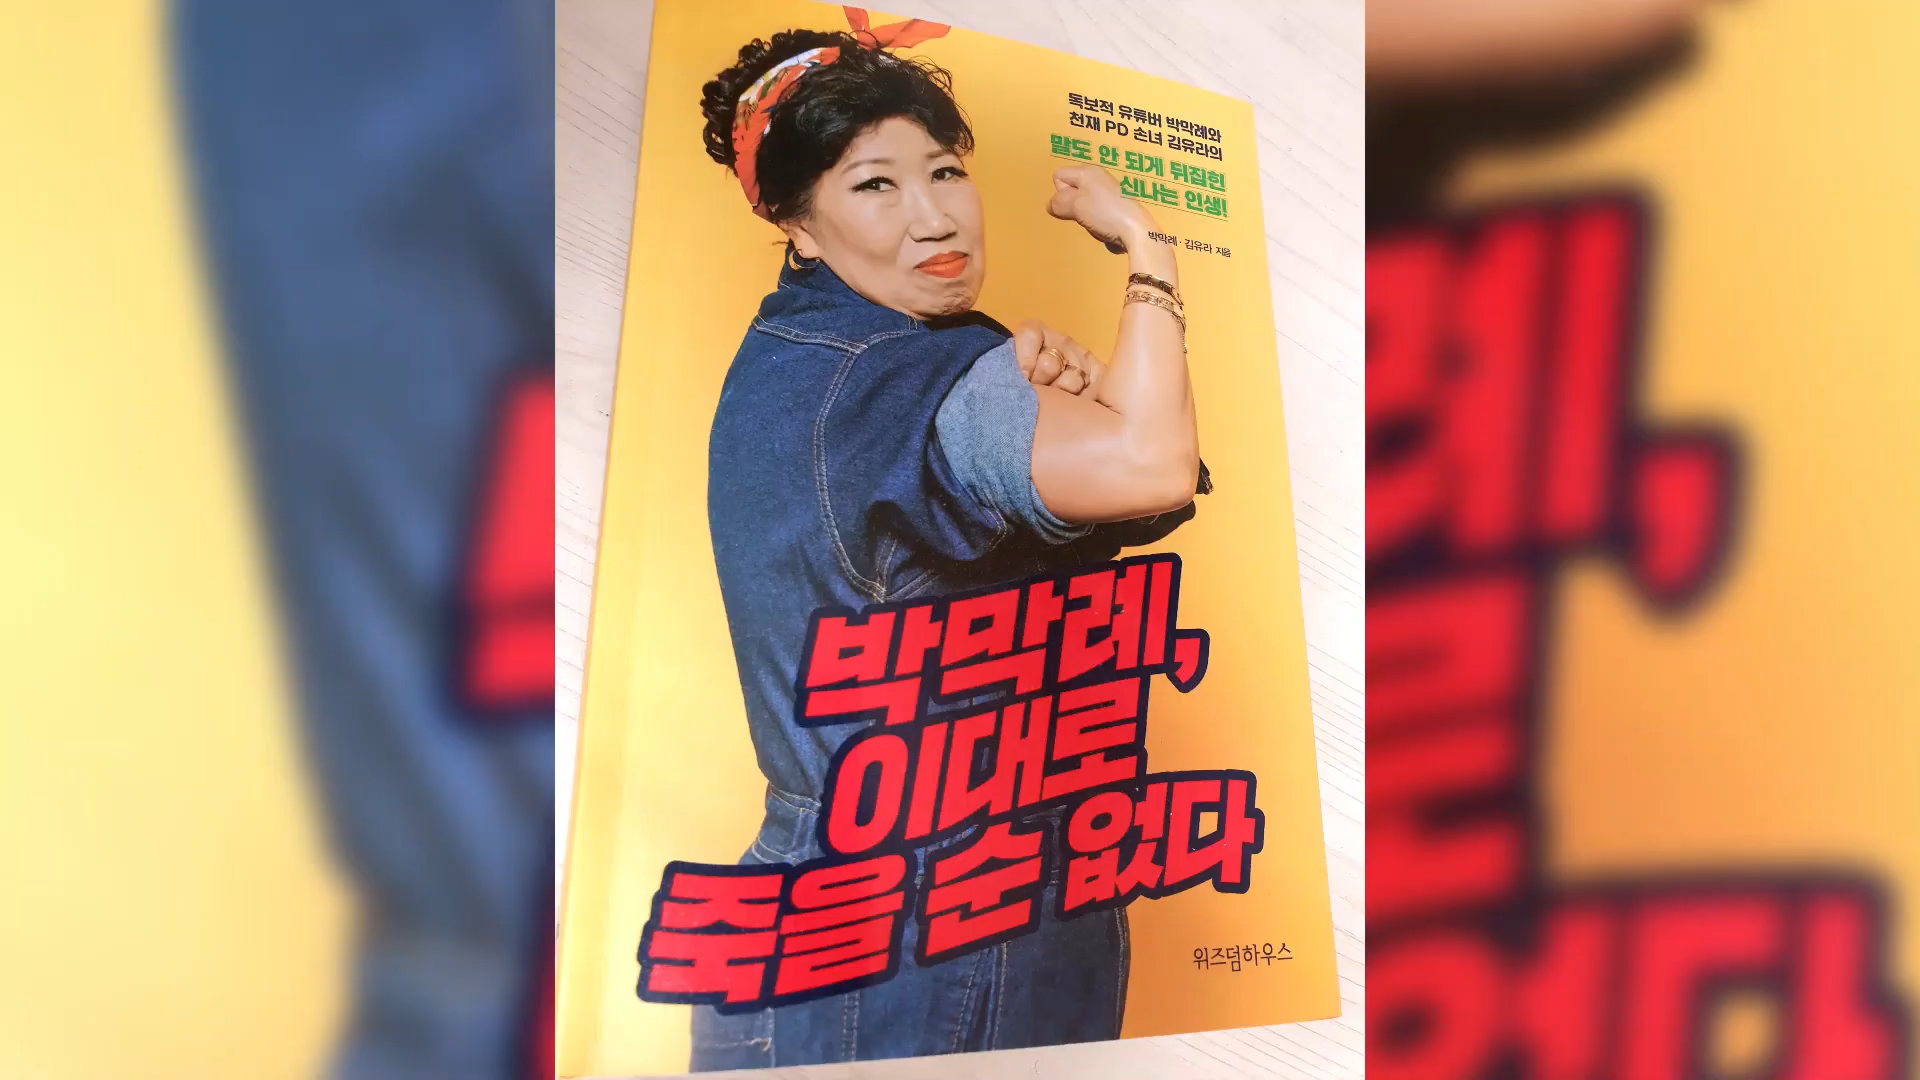 독보적 유튜버 박막례와
천재 PD 손녀 김유라의
말도 안 되게 뒤집힌
신나는 인생!
박막례·김유라 지음
박막례,
이대로
죽을 순 없다
위즈덤하우스